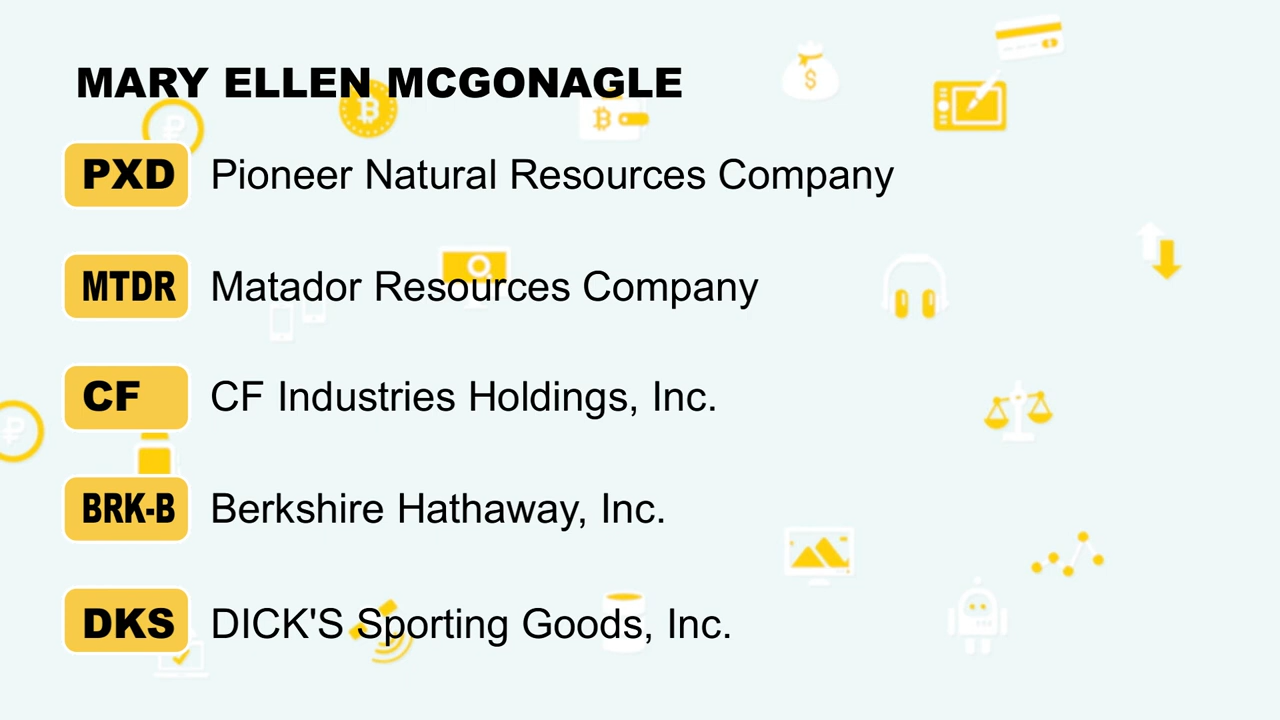 MARY ELLEN MCGONAGLE
PXD Pioneer Natural Resources Company
MTDR Matador Resources Company
CF CF Industries Holdings, Inc.
BRK-B Berkshire Hathaway, Inc.
DKS DICK'S Sporting Goods, Inc.